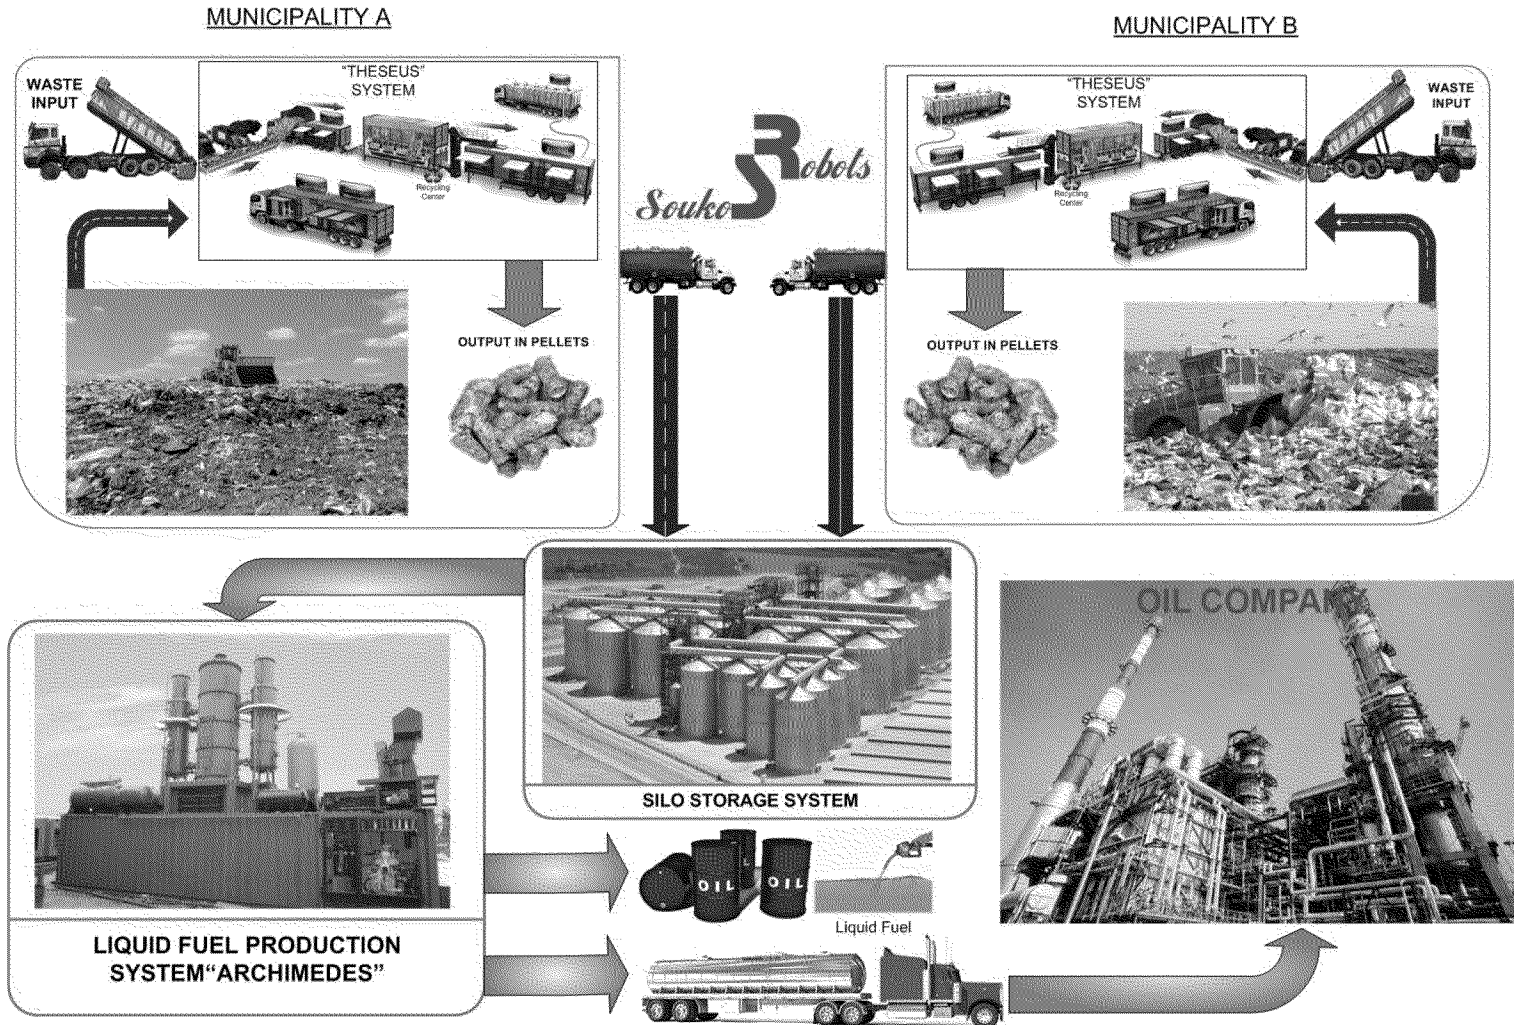 MUNICIPALITY A
MUNICIPALITY B
WASTE
INPUT
"THESEUS"
SYSTEM
Recycling
Center
OUTPUT IN PELLETS
Souko
Robots
"THESEUS"
SYSTEM
WASTE
INPUT
Recycling
Center
OUTPUT IN PELLETS
SILO STORAGE SYSTEM
OIL COMPANY
OIL
OIL
Liquid Fuel
LIQUID FUEL PRODUCTION
SYSTEM“ARCHIMEDES”